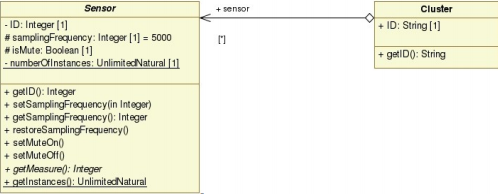 Sensor
- ID: Integer [1]
# samplingFrequency: Integer [1] = 5000
# isMute: Boolean [1]
- numberOfInstances: UnlimitedNatural [1]
+ getID(): Integer
+ setSamplingFrequency(in Integer)
+ getSamplingFrequency(): Integer
+ restoreSamplingFrequency()
+ setMuteOn()
+ setMuteOff()
+ getMeasure(): Integer
+ getInstances(): UnlimitedNatural
+ sensor
[*]
Cluster
+ ID: String [1]
+ getID(): String